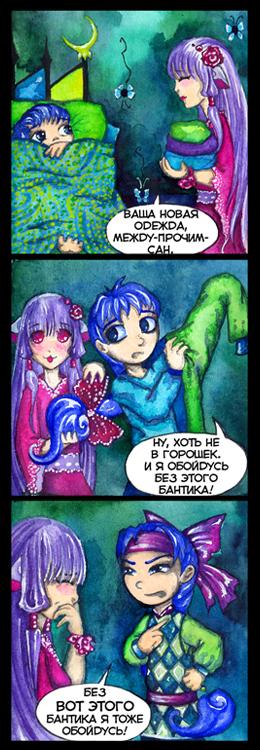 ВАША НОВАЯ
ОДЕЖДА,
МЕЖДУ-ПРОЧИМ-
САН.
НУ, ХОТЬ НЕ
В ГОРОШЕК.
И Я ОБОЙДУСЬ
БЕЗ ЭТОГО
БАНТИКА!
БЕЗ
ВОТ ЭТОГО
БАНТИКА Я ТОЖЕ
ОБОЙДУСЬ!